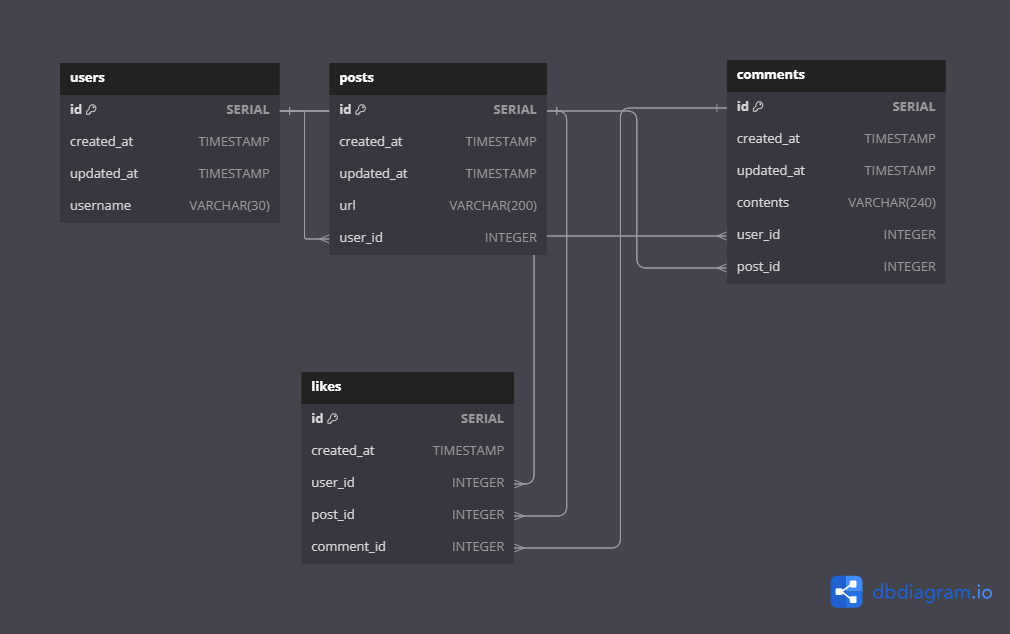 users
id SERIAL
created_at TIMESTAMP
updated_at TIMESTAMP
username VARCHAR(30)
posts
id SERIAL
created_at TIMESTAMP
updated_at TIMESTAMP
url VARCHAR(200)
user_id INTEGER
comments
id SERIAL
created_at TIMESTAMP
updated_at TIMESTAMP
contents VARCHAR(240)
user_id INTEGER
post_id INTEGER
likes
id SERIAL
created_at TIMESTAMP
user_id INTEGER
post_id INTEGER
comment_id INTEGER
dbdiagram.io